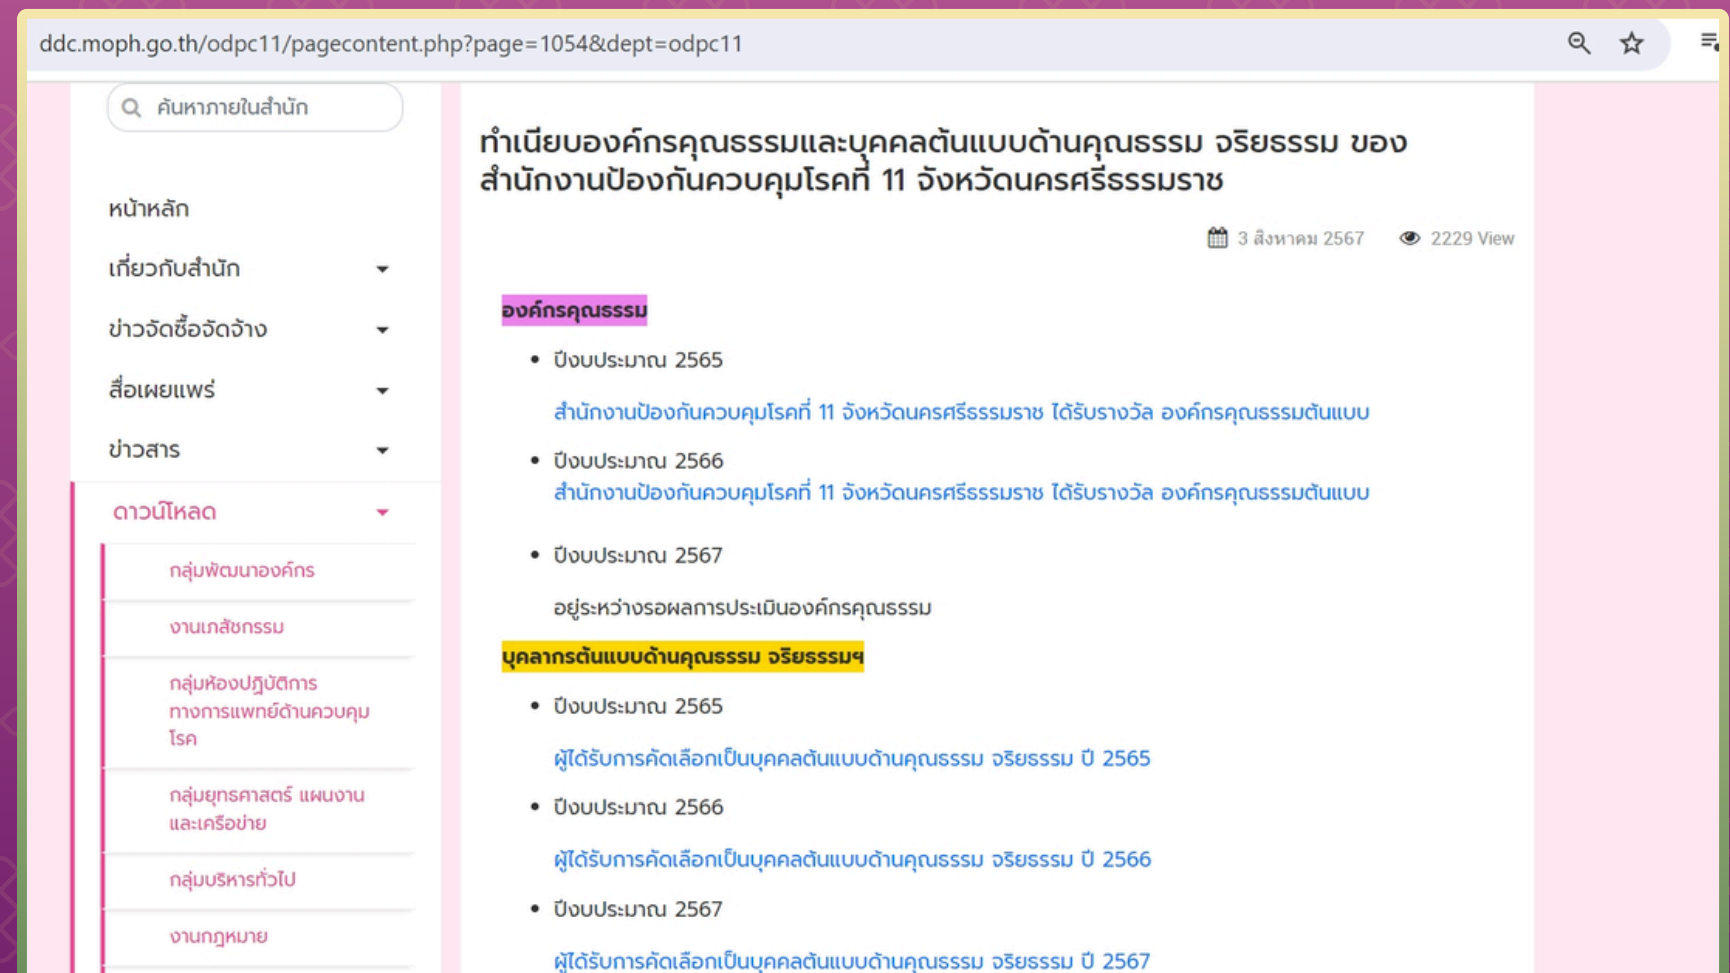 ddc.moph.go.th/odpc11/pagecontent.php?page=1054&dept=odpc11
ค้นหาภายในสำนัก
หน้าหลัก
เกี่ยวกับสำนัก
ข่าวจัดซื้อจัดจ้าง
สื่อเผยแพร่
ข่าวสาร
ดาวน์โหลด
กลุ่มพัฒนาองค์กร
งานเภสัชกรรม
กลุ่มห้องปฏิบัติการ
ทางการแพทย์ด้านควบคุม
โรค
กลุ่มยุทธศาสตร์ แผนงาน
และเครือข่าย
กลุ่มบริหารทั่วไป
งานกฎหมาย
ทำเนียบองค์กรคุณธรรมและบุคคลต้นแบบด้านคุณธรรม จริยธรรม ของ
สำนักงานป้องกันควบคุมโรคที่ 11 จังหวัดนครศรีธรรมราช
3 สิงหาคม 2567 2229 View
องค์กรคุณธรรม
• ปีงบประมาณ 2565
สำนักงานป้องกันควบคุมโรคที่ 11 จังหวัดนครศรีธรรมราช ได้รับรางวัล องค์กรคุณธรรมต้นแบบ
• ปีงบประมาณ 2566
สำนักงานป้องกันควบคุมโรคที่ 11 จังหวัดนครศรีธรรมราช ได้รับรางวัล องค์กรคุณธรรมต้นแบบ
• ปีงบประมาณ 2567
อยู่ระหว่างรอผลการประเมินองค์กรคุณธรรม
บุคลากรต้นแบบด้านคุณธรรม จริยธรรมฯ
• ปีงบประมาณ 2565
ผู้ได้รับการคัดเลือกเป็นบุคคลต้นแบบด้านคุณธรรม จริยธรรม ปี 2565
• ปีงบประมาณ 2566
ผู้ได้รับการคัดเลือกเป็นบุคคลต้นแบบด้านคุณธรรม จริยธรรม ปี 2566
• ปีงบประมาณ 2567
ผู้ได้รับการคัดเลือกเป็นบุคคลต้นแบบด้านคุณธรรม จริยธรรม ปี 2567